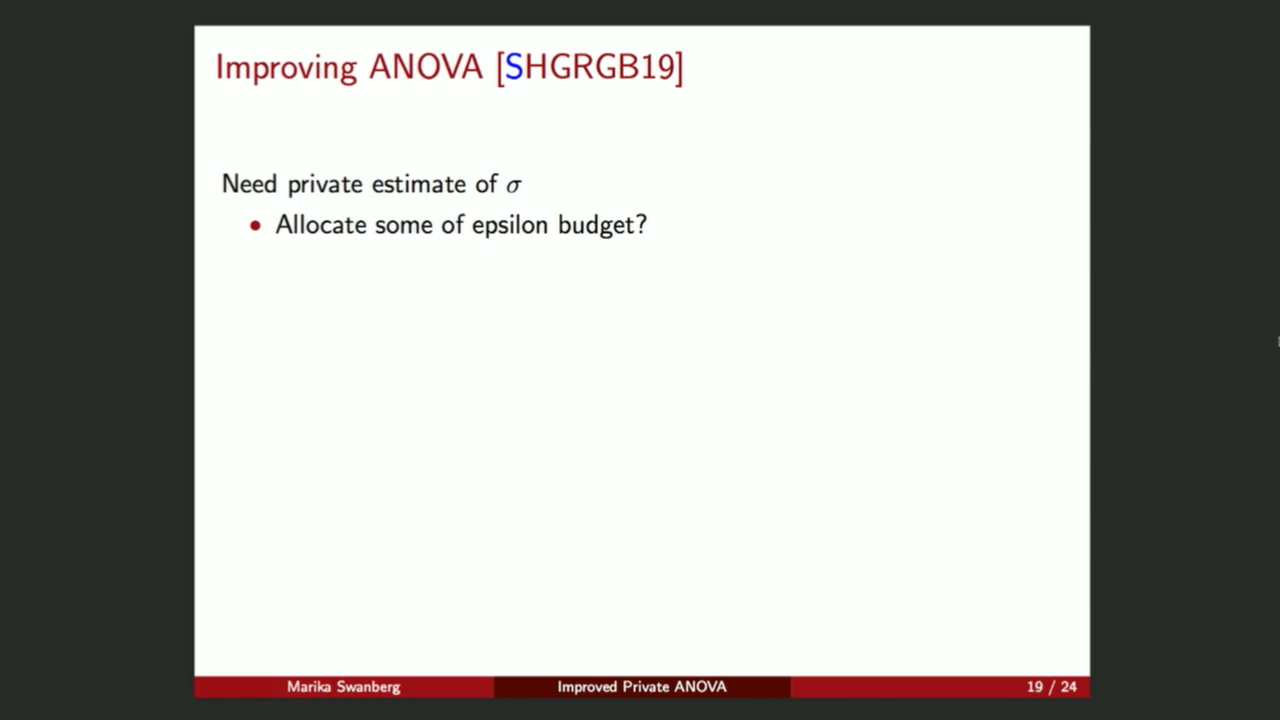 Improving ANOVA [SHGRGB19]
Need private estimate of σ
• Allocate some of epsilon budget?
Marika Swanberg Improved Private ANOVA 19 / 24